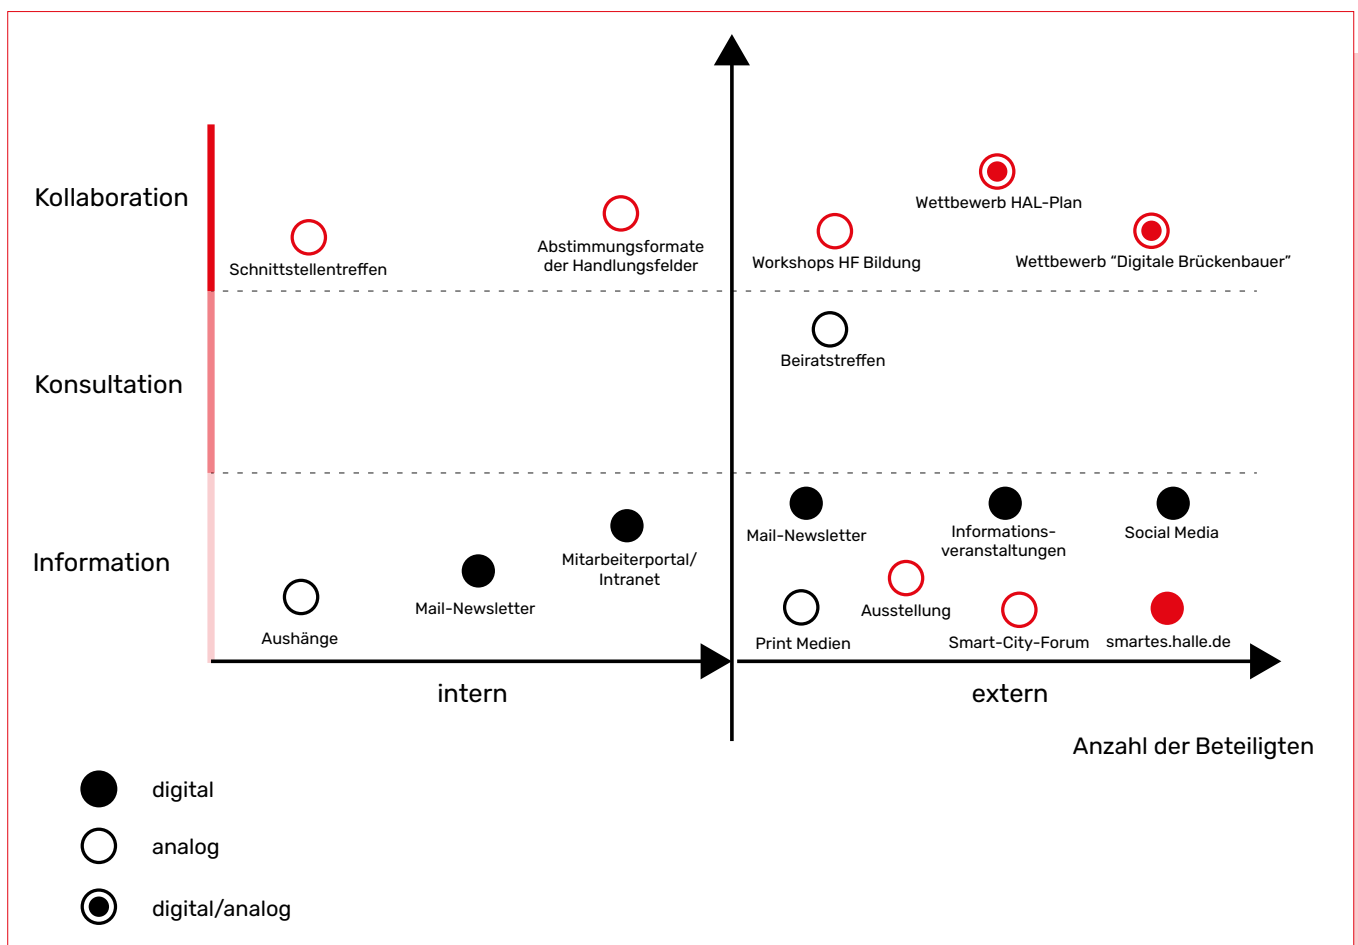 Kollaboration
Schnittstellentreffen
Abstimmungsformate
der Handlungsfelder
Workshops HF Bildung
Wettbewerb HAL-Plan
Wettbewerb “Digitale Brückenbauer”
Konsultation
Beiratstreffen
Information
Aushänge
Mail-Newsletter
Mitarbeiterportal/
Intranet
Mail-Newsletter
Informations-
veranstaltungen
Social Media
Print Medien
Ausstellung
Smart-City-Forum
smartes.halle.de
intern
extern
Anzahl der Beteiligten
digital
analog
digital/analog